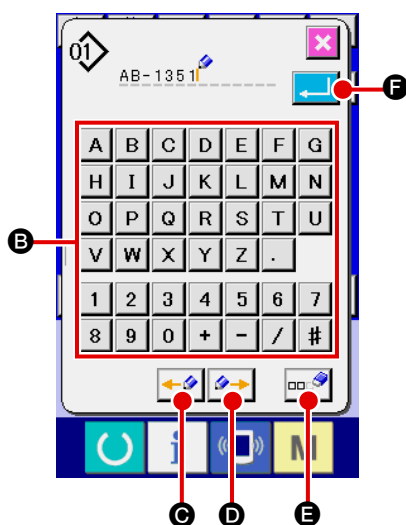 01
AB-1351
F
A B C D E F G
H I J K L M N
O P Q R S T U
B
V W X Y Z .
1 2 3 4 5 6 7
8 9 0 + - / #
i M
C D E